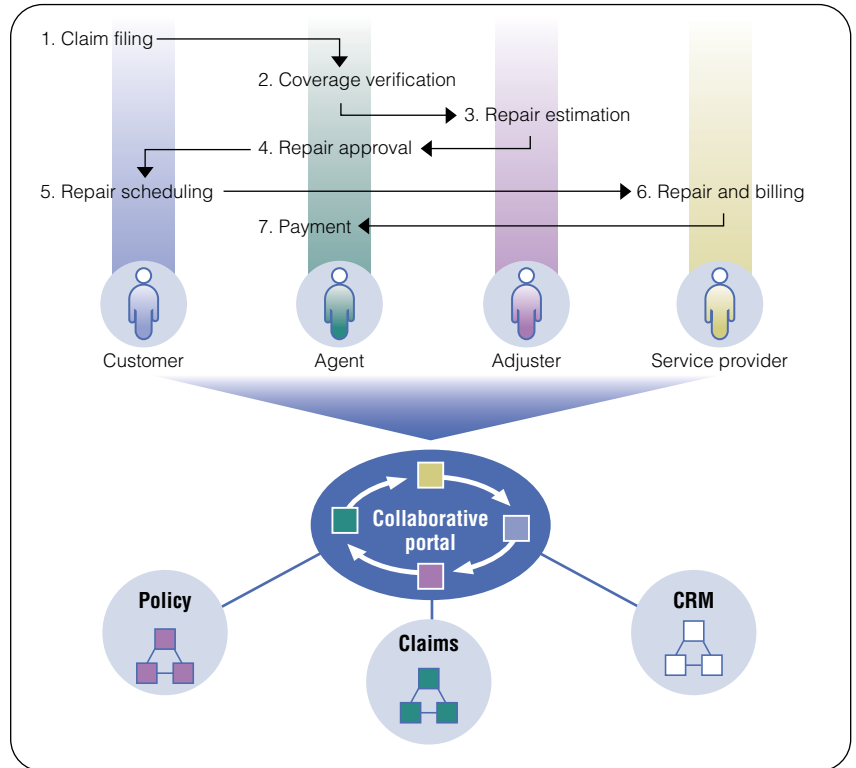 1. Claim filing
2. Coverage verification
3. Repair estimation
4. Repair approval
5. Repair scheduling
6. Repair and billing
7. Payment
Customer
Agent
Adjuster
Service provider
Collaborative
portal
Policy
Claims
CRM